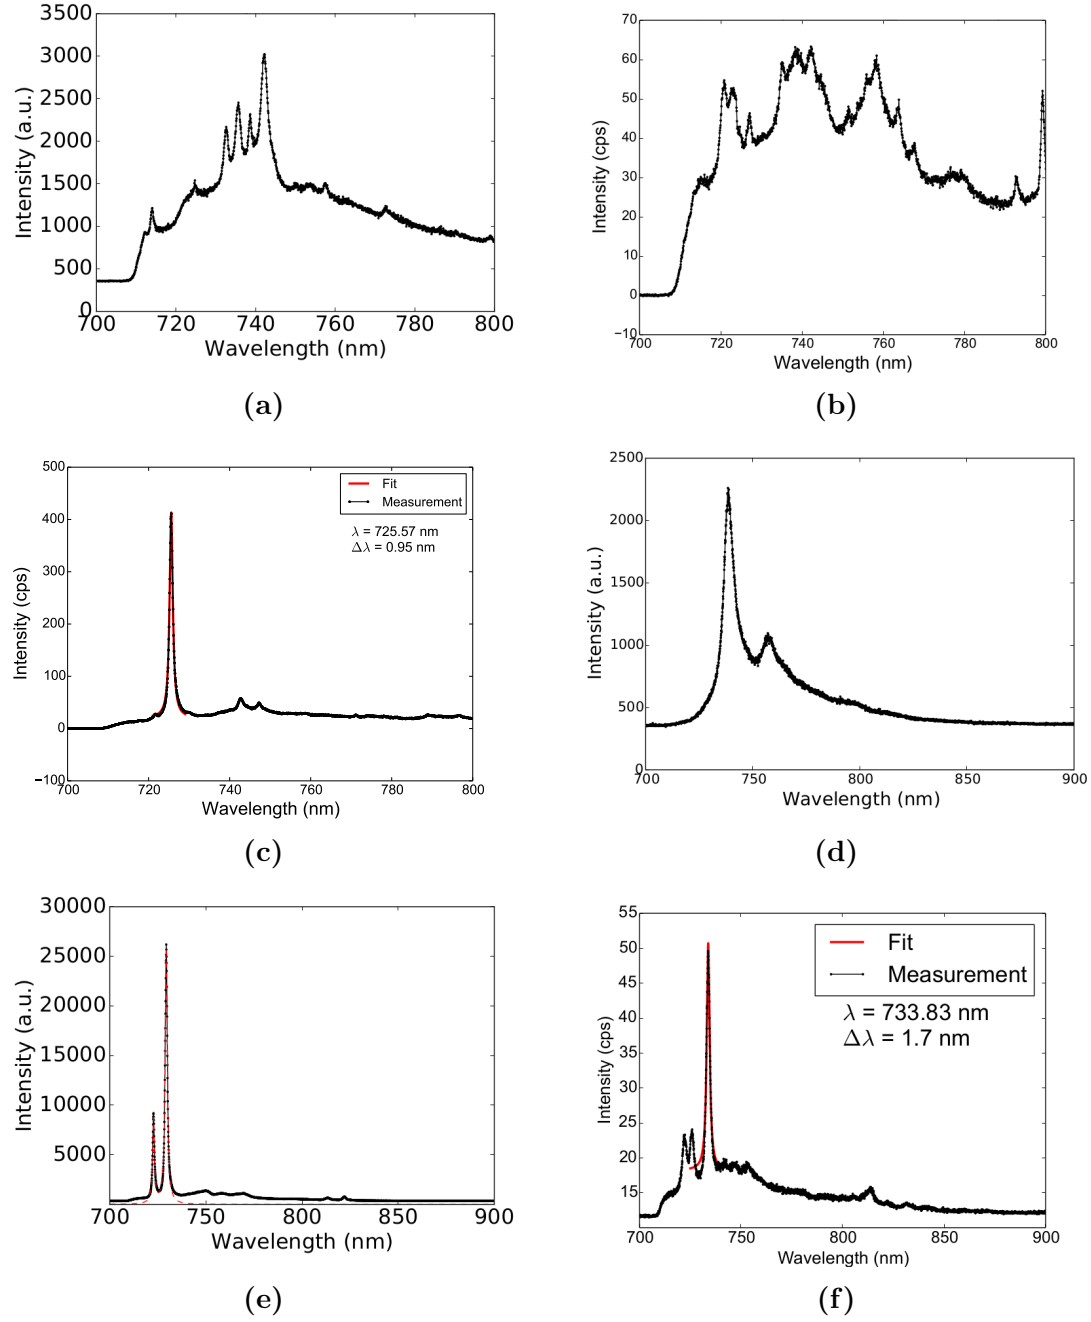 3500
3000
2500
2000
1500
1000
500
0
700 720 740 760 780 800
Intensity (a.u.)
Wavelength (nm)
(a)
70
60
50
40
30
20
10
0
−10
700 720 740 760 780 800
Intensity (cps)
Wavelength (nm)
(b)
500
400
300
200
100
0
−100
700 720 740 760 780 800
Intensity (cps)
Wavelength (nm)
Fit
Measurement
λ = 725.57 nm
Δλ = 0.95 nm
(c)
2500
2000
1500
1000
500
0
700 750 800 850 900
Intensity (a.u.)
Wavelength (nm)
(d)
30000
25000
20000
15000
10000
5000
700 750 800 850 900
Intensity (a.u.)
Wavelength (nm)
(e)
55
50
45
40
35
30
25
20
15
700 750 800 850 900
Intensity (cps)
Wavelength (nm)
Fit
Measurement
λ = 733.83 nm
Δλ = 1.7 nm
(f)